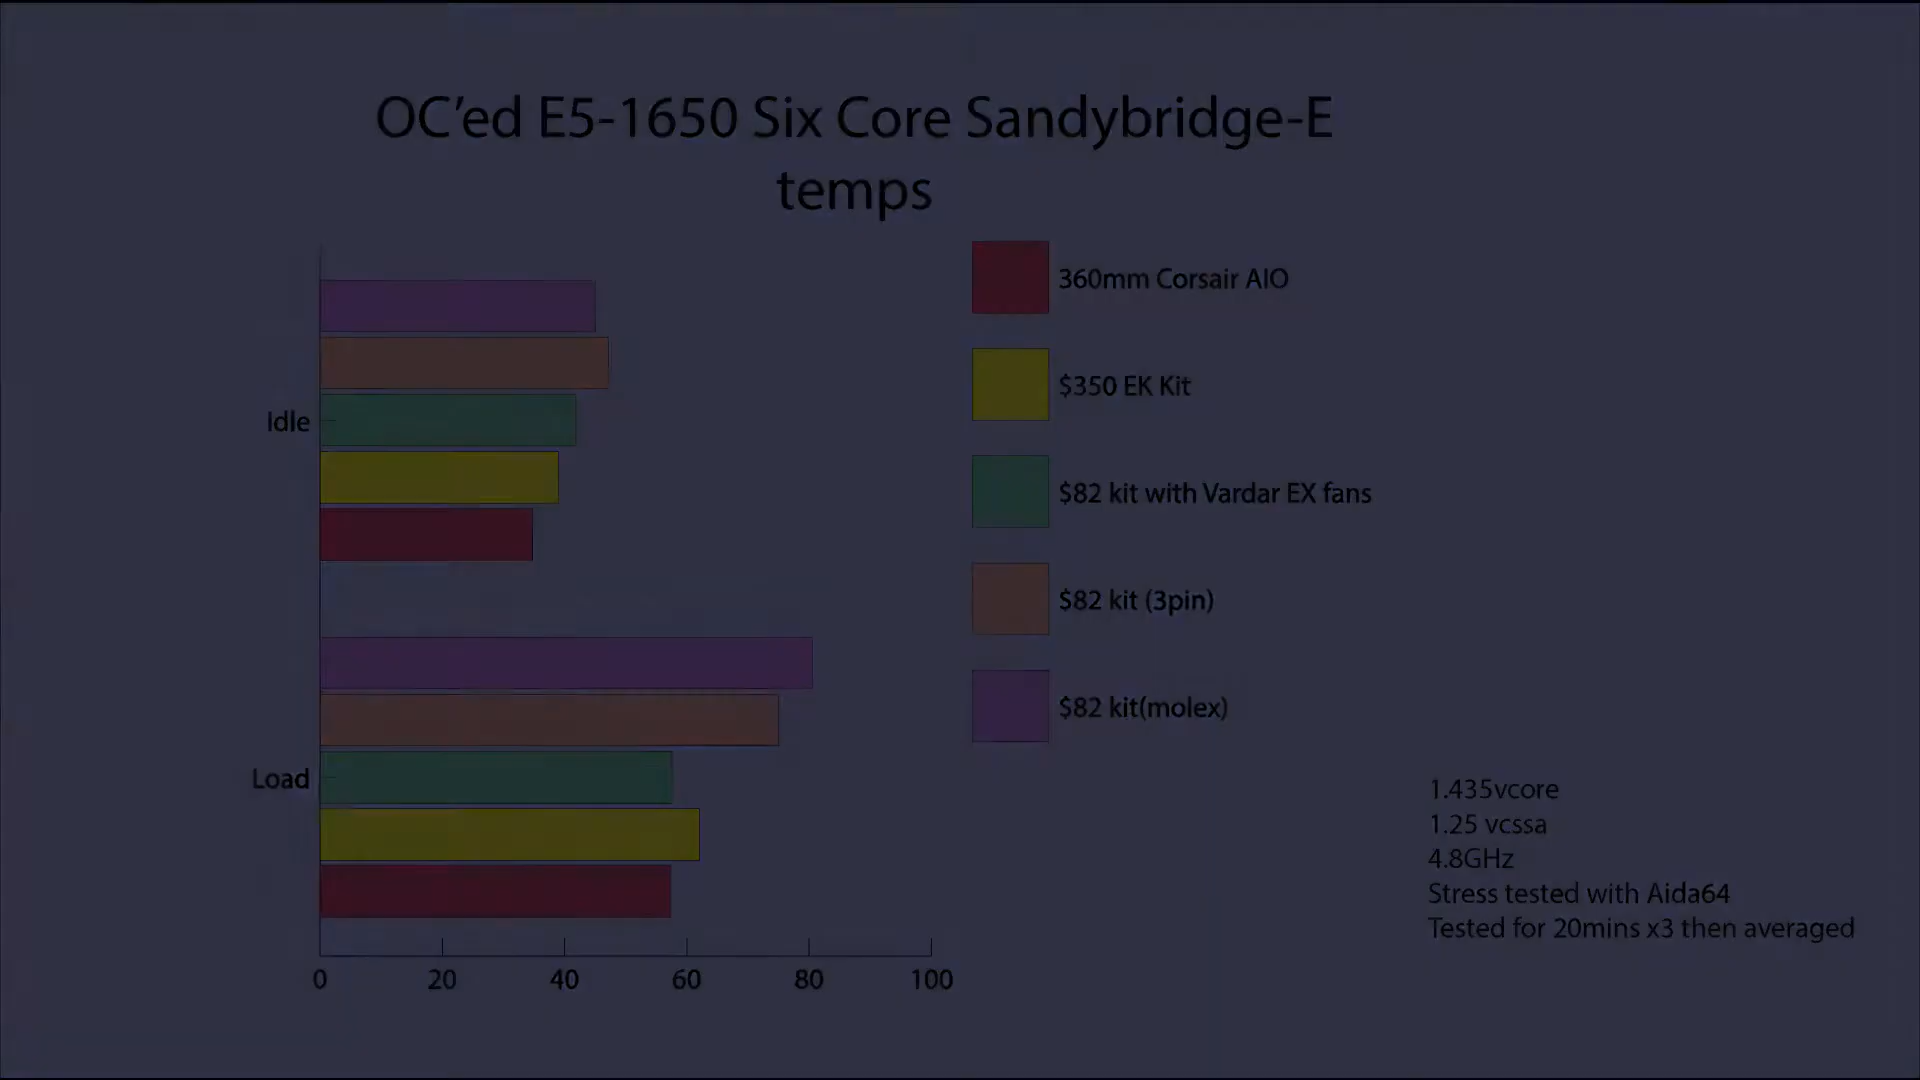 OC’ed E5-1650 Six Core Sandybridge-E
temps
360mm Corsair AIO
$350 EK Kit
$82 kit with Vardar EX fans
$82 kit (3pin)
$82 kit(molex)
Idle
Load
0 20 40 60 80 100
1.435vcore
1.25 vcssa
4.8GHz
Stress tested with Aida64
Tested for 20mins x3 then averaged